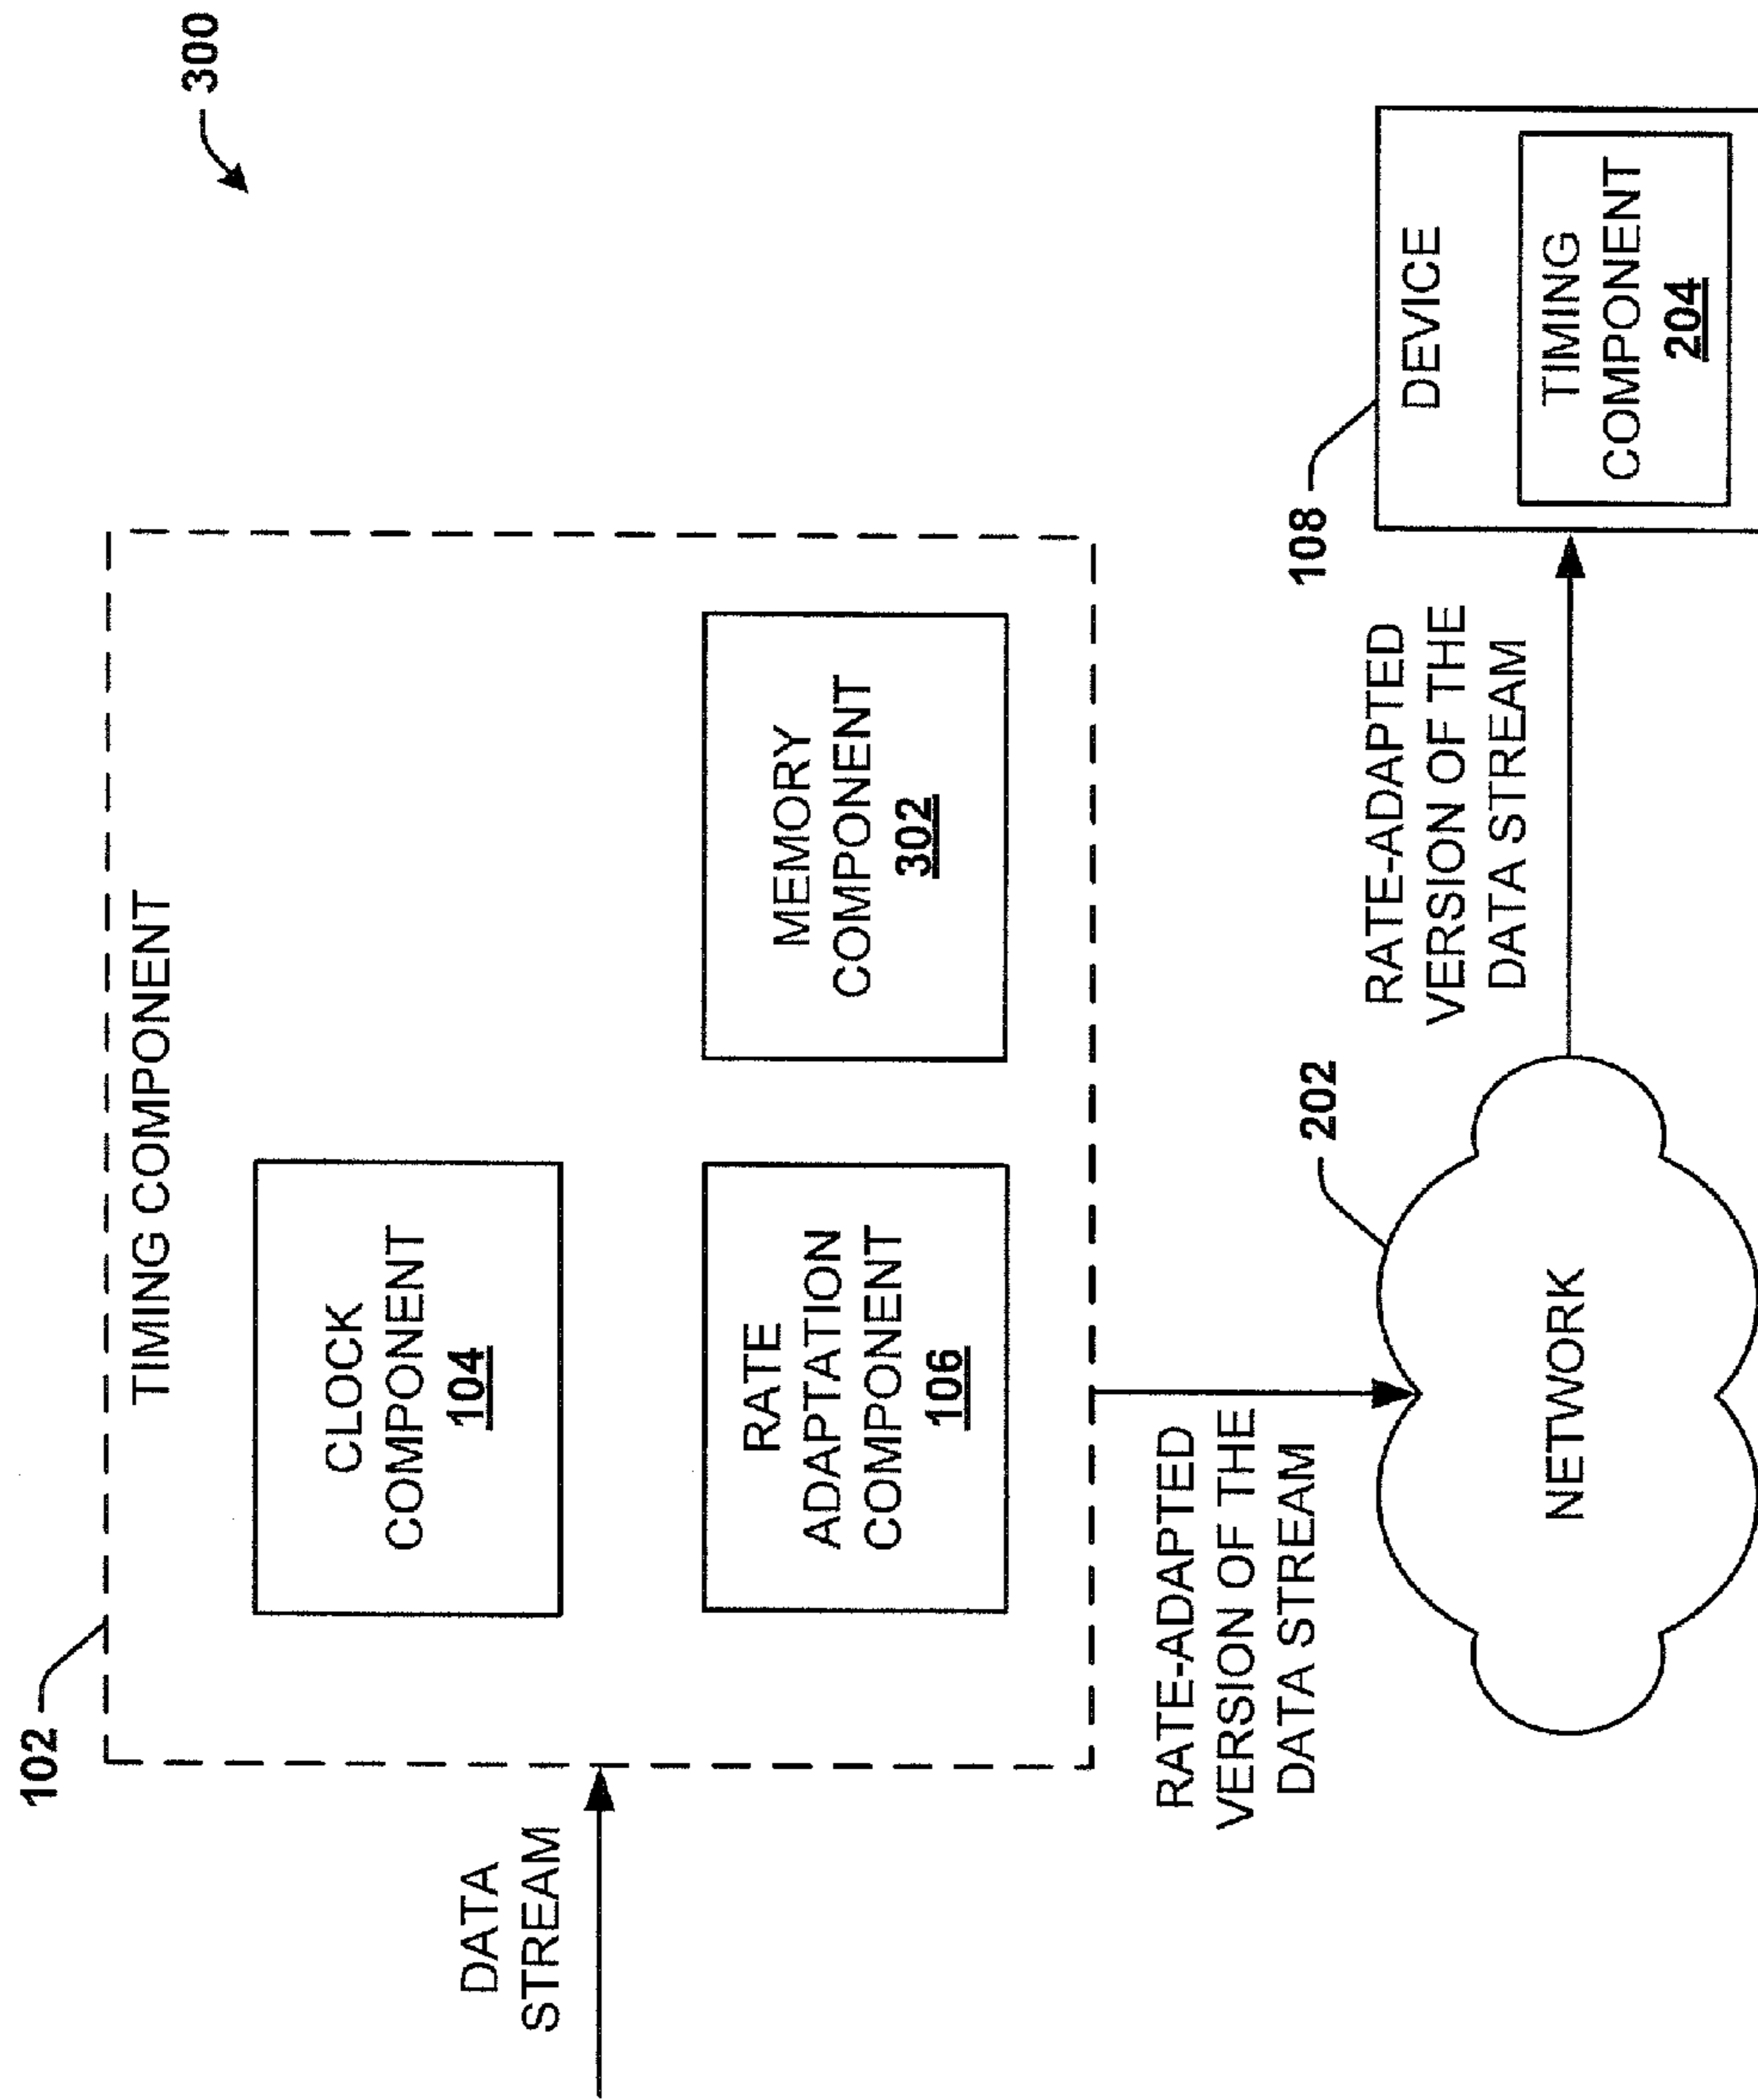 300
102
TIMING COMPONENT
DATA
STREAM
CLOCK
COMPONENT
104
RATE
ADAPTATION
COMPONENT
106
MEMORY
COMPONENT
302
RATE-ADAPTED
VERSION OF THE
DATA STREAM
202
NETWORK
RATE-ADAPTED
VERSION OF THE
DATA STREAM
108
DEVICE
TIMING
COMPONENT
204